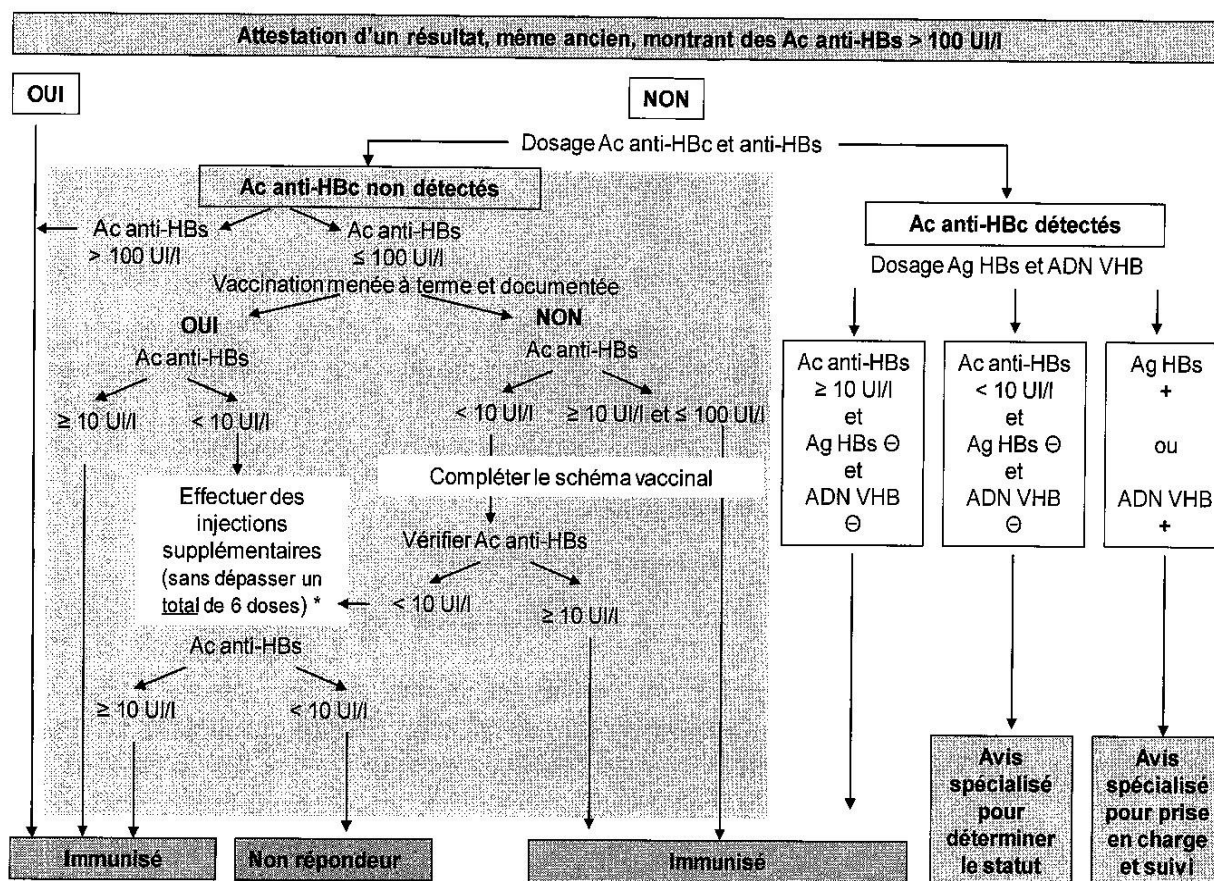 Attestation d'un résultat, même ancien, montrant des Ac anti-HBs > 100 UI/l
OUI
NON
Dosage Ac anti-HBc et anti-HBs
Ac anti-HBc non détectés
Ac anti-HBs
> 100 UI/l
Ac anti-HBs
≤ 100 UI/l
Vaccination menée à terme et documentée
OUI
Ac anti-HBs
≥ 10 UI/l
< 10 UI/l
Effectuer des
injections
supplémentaires
(sans dépasser un
total de 6 doses) *
Ac anti-HBs
≥ 10 UI/l
< 10 UI/l
NON
Ac anti-HBs
< 10 UI/l
≥ 10 UI/l et ≤ 100 UI/l
Compléter le schéma vaccinal
Vérifier Ac anti-HBs
< 10 UI/l
≥ 10 UI/l
Ac anti-HBc détectés
Dosage Ag HBs et ADN VHB
Ac anti-HBs
≥ 10 UI/l
et
Ag HBs ⊖
et
ADN VHB
⊖
Ac anti-HBs
< 10 UI/l
et
Ag HBs ⊖
et
ADN VHB
⊖
Ag HBs
+
ou
ADN VHB
+
Immunisé
Non répondeur
Immunisé
Avis
spécialisé
pour
déterminer
le statut
Avis
spécialisé
pour prise
en charge
et suivi